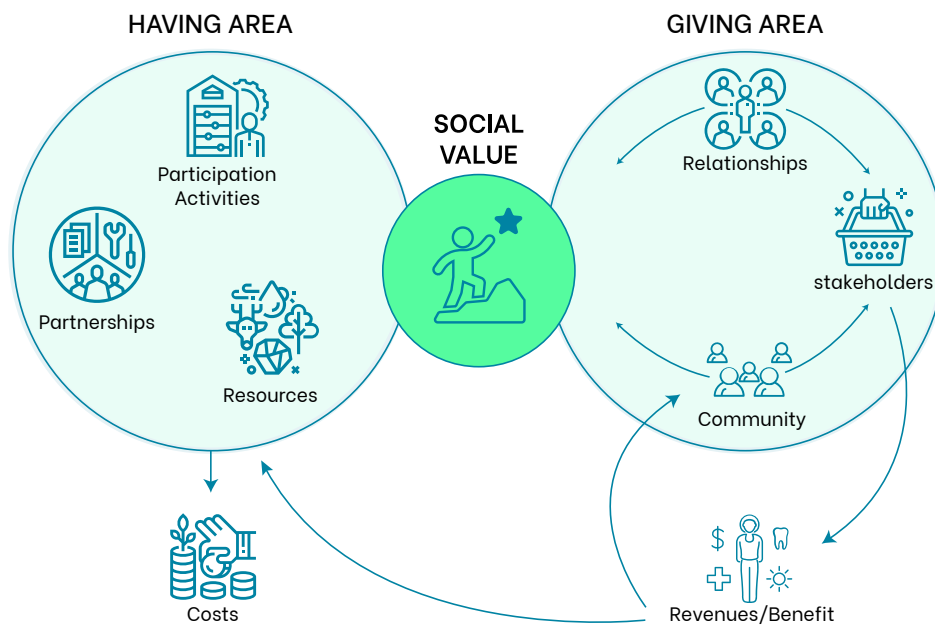 HAVING AREA
GIVING AREA
SOCIAL
VALUE
Participation
Activities
Partnerships
Resources
Relationships
stakeholders
Community
Costs
$
Revenues/Benefit